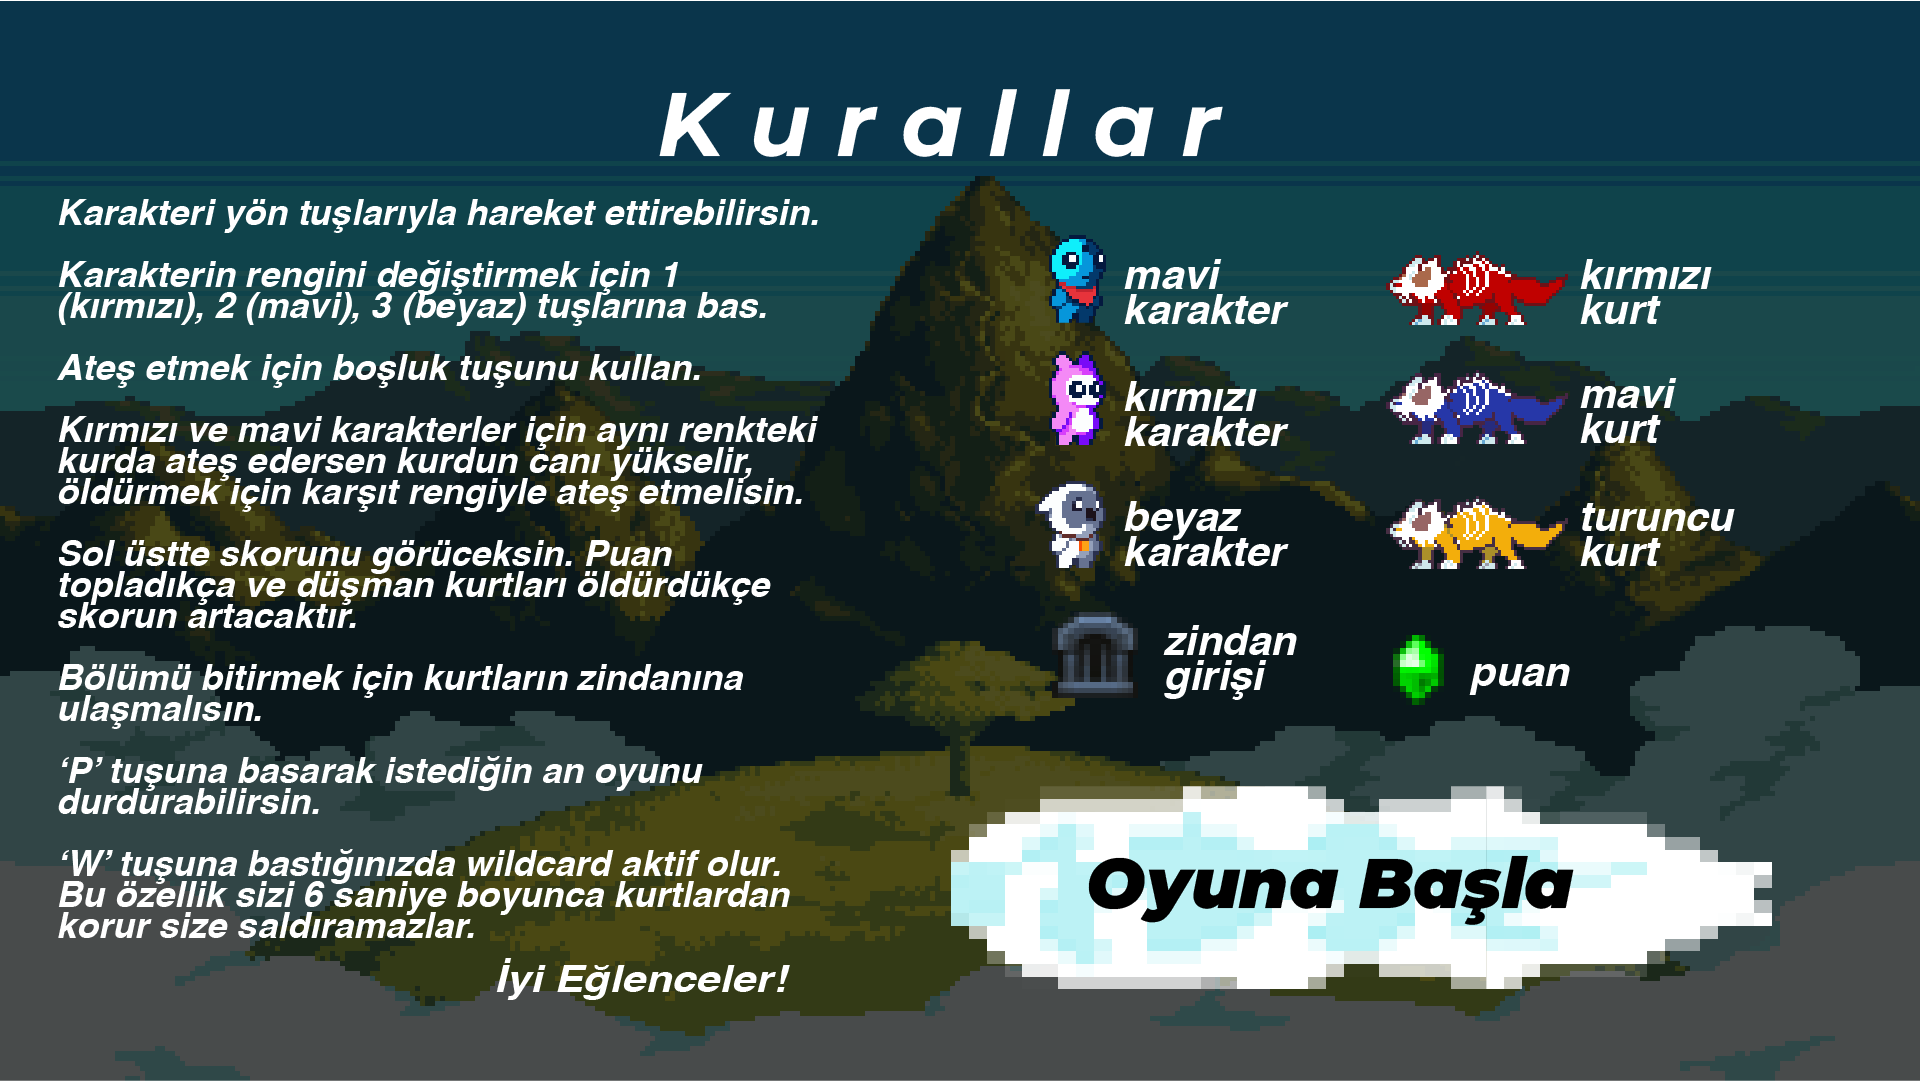 Kurallar
Karakteri yön tuşlarıyla hareket ettirebilirsin.
Karakterin rengini değiştirmek için 1
(kırmızı), 2 (mavi), 3 (beyaz) tuşlarına bas.
Ateş etmek için boşluk tuşunu kullan.
Kırmızı ve mavi karakterler için aynı renkteki
kurda ateş edersen kurdun canı yükselir,
öldürmek için karşıt rengiyle ateş etmelisin.
Sol üstte skorunu görüceksin. Puan
topladıkça ve düşman kurtları öldürdükçe
skorun artacaktır.
Bölümü bitirmek için kurtların zindanına
ulaşmalısın.
‘P’ tuşuna basarak istediğin an oyunu
durdurabilirsin.
‘W’ tuşuna bastığınızda wildcard aktif olur.
Bu özellik sizi 6 saniye boyunca kurtlardan
korur size saldıramazlar.
İyi Eğlenceler!
mavi
karakter
kırmızı
kurt
kırmızı
karakter
mavi
kurt
beyaz
karakter
turuncu
kurt
zindan
girişi
puan
Oyuna Başla